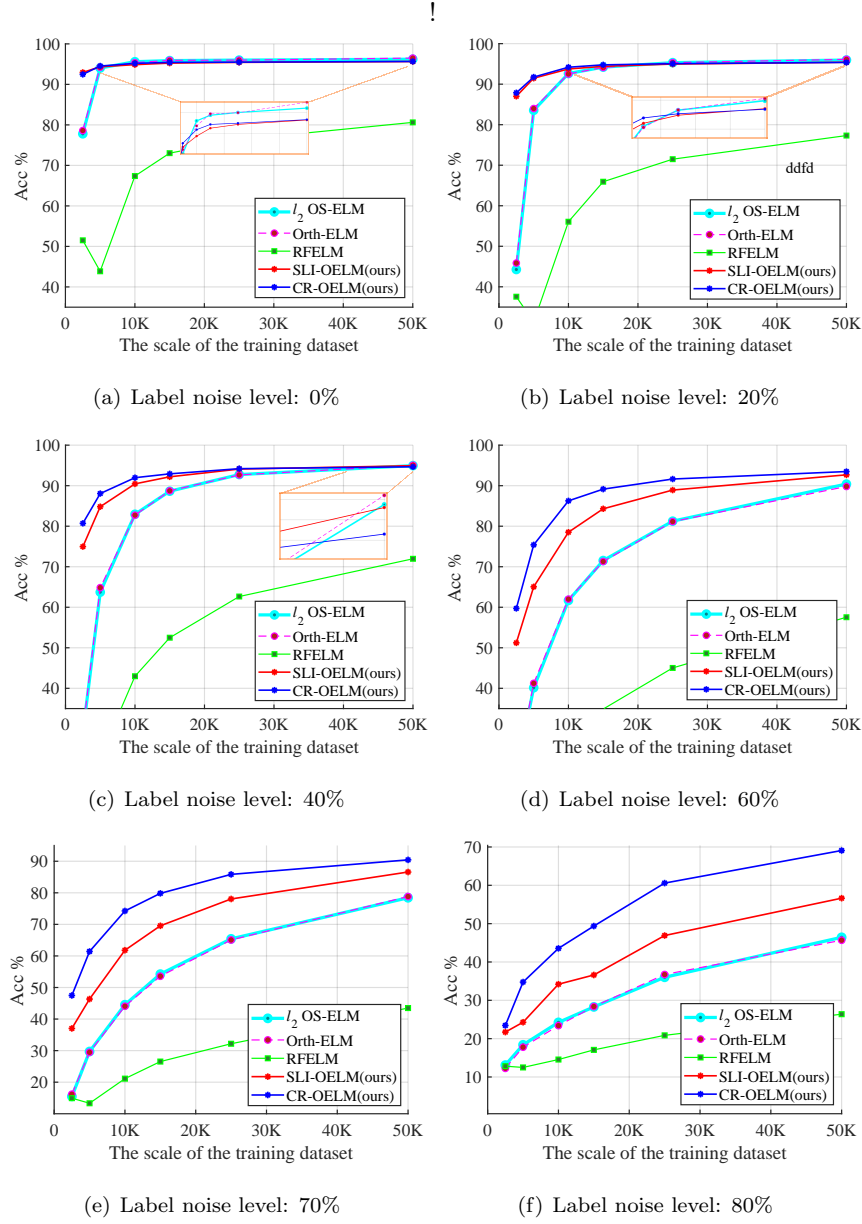 !
100
90
80
70
60
50
40
Acc %
l2 OS-ELM
Orth-ELM
RFELM
SLI-OELM(ours)
CR-OELM(ours)
0 10K 20K 30K 40K 50K
The scale of the training dataset
(a) Label noise level: 0%
100
90
80
70
60
50
40
Acc %
ddfd
l2 OS-ELM
Orth-ELM
RFELM
SLI-OELM(ours)
CR-OELM(ours)
0 10K 20K 30K 40K 50K
The scale of the training dataset
(b) Label noise level: 20%
100
90
80
70
60
50
40
Acc %
l2 OS-ELM
Orth-ELM
RFELM
SLI-OELM(ours)
CR-OELM(ours)
0 10K 20K 30K 40K 50K
The scale of the training dataset
(c) Label noise level: 40%
100
90
80
70
60
50
40
Acc %
l2 OS-ELM
Orth-ELM
RFELM
SLI-OELM(ours)
CR-OELM(ours)
0 10K 20K 30K 40K 50K
The scale of the training dataset
(d) Label noise level: 60%
90
80
70
60
50
40
30
20
Acc %
l2 OS-ELM
Orth-ELM
RFELM
SLI-OELM(ours)
CR-OELM(ours)
0 10K 20K 30K 40K 50K
The scale of the training dataset
(e) Label noise level: 70%
70
60
50
40
30
20
10
Acc %
l2 OS-ELM
Orth-ELM
RFELM
SLI-OELM(ours)
CR-OELM(ours)
0 10K 20K 30K 40K 50K
The scale of the training dataset
(f) Label noise level: 80%